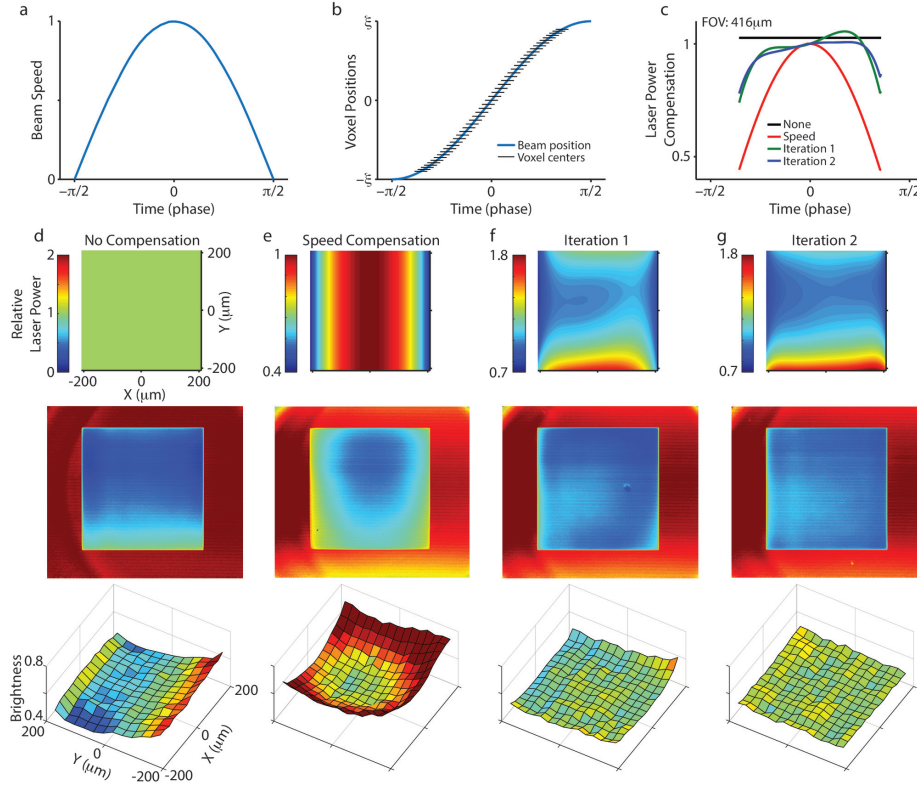 a
1
Beam Speed
0
−π/2
0
π/2
Time (phase)
b
ξ
Voxel Positions
0
−ξ
Beam position
Voxel centers
−π/2
0
π/2
Time (phase)
c
FOV: 416μm
1
Laser Power
Compensation
0.5
None
Speed
Iteration 1
Iteration 2
−π/2
0
π/2
Time (phase)
d
No Compensation
2
1
0
Relative
Laser Power
200
0
-200
Y (μm)
-200
0
200
X (μm)
e
Speed Compensation
1
0.4
f
Iteration 1
1.8
0.7
g
Iteration 2
1.8
0.7
Brightness
0.8
0.4
200
0
-200
Y (μm)
-200
0
200
X (μm)